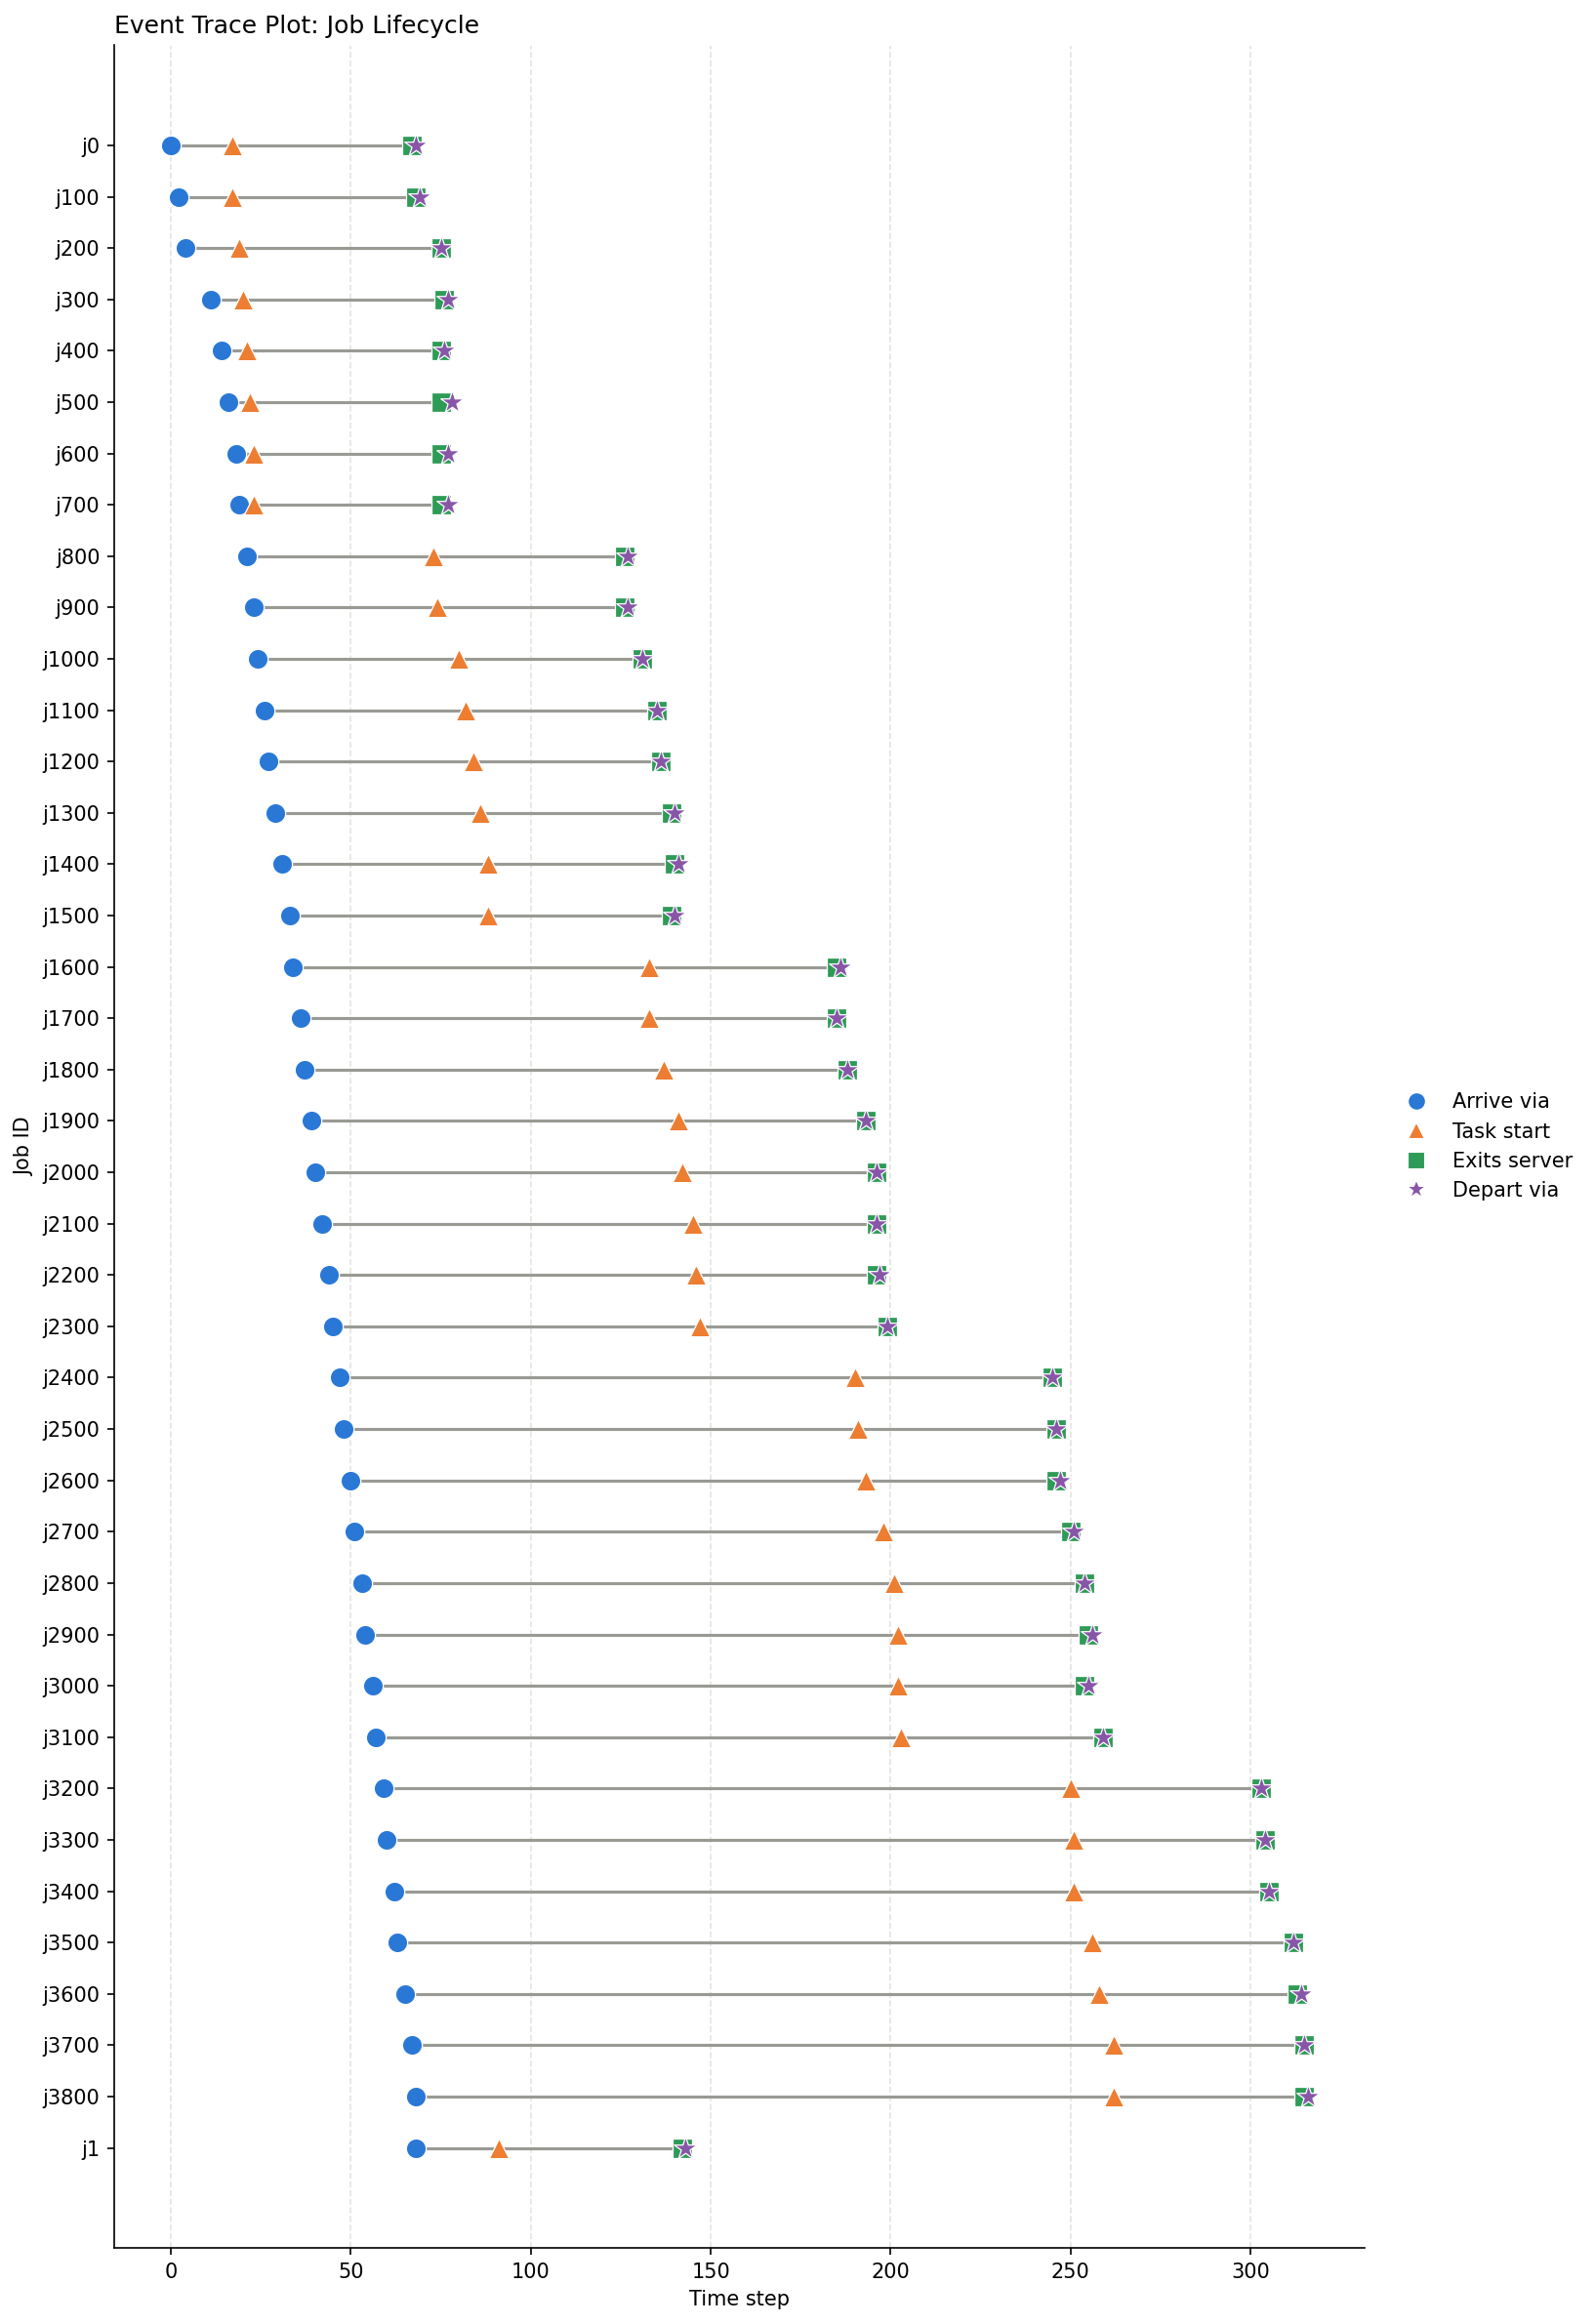 Event Trace Plot: Job Lifecycle
j0
j100
j200
j300
j400
j500
j600
j700
j800
j900
j1000
j1100
j1200
j1300
j1400
j1500
j1600
j1700
j1800
j1900
j2000
j2100
j2200
j2300
j2400
j2500
j2600
j2700
j2800
j2900
j3000
j3100
j3200
j3300
j3400
j3500
j3600
j3700
j3800
j1
Job ID
0 50 100 150 200 250 300
Time step
Arrive via
Task start
Exits server
Depart via